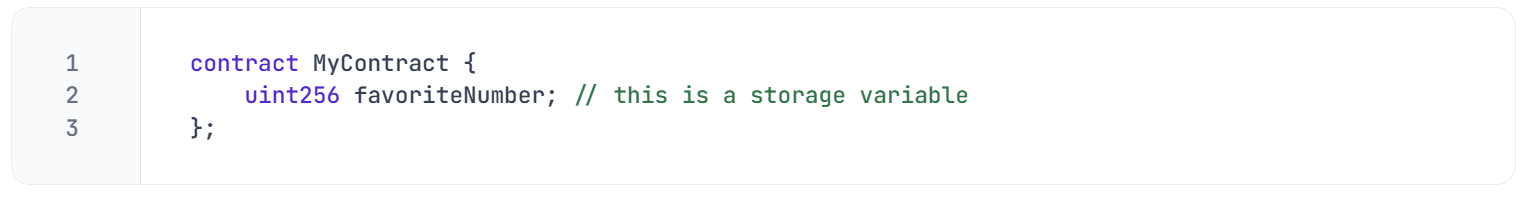 1 contract MyContract {
2 uint256 favoriteNumber; // this is a storage variable
3 };